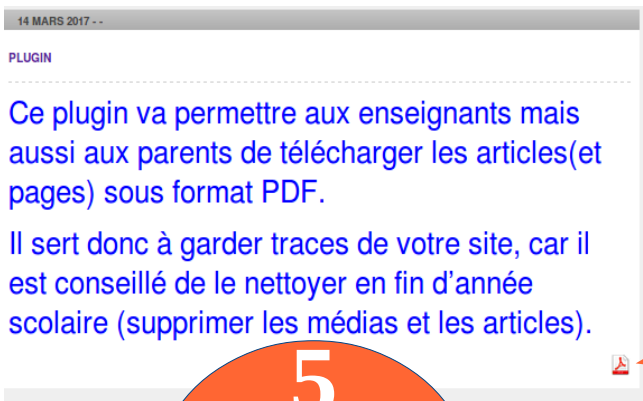 14 MARS 2017 - -
PLUGIN
Ce plugin va permettre aux enseignants mais
aussi aux parents de télécharger les articles(et
pages) sous format PDF.
Il sert donc à garder traces de votre site, car il
est conseillé de le nettoyer en fin d'année
scolaire (supprimer les médias et les articles).
5